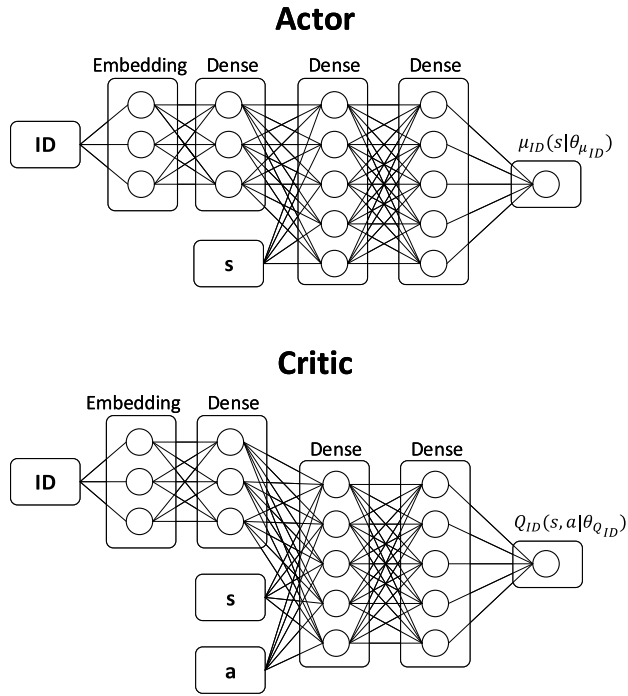 Actor
Embedding Dense Dense Dense
ID
μ_ID(s|θ_μ_ID)
s
Critic
Embedding Dense
Dense Dense
ID
Q_ID(s, a|θ_Q_ID)
s
a